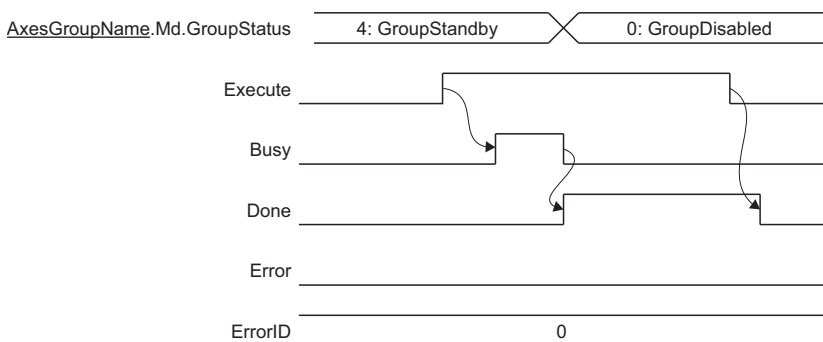 AxesGroupName.Md.GroupStatus 4: GroupStandby 0: GroupDisabled
Execute
Busy
Done
Error
ErrorID 0